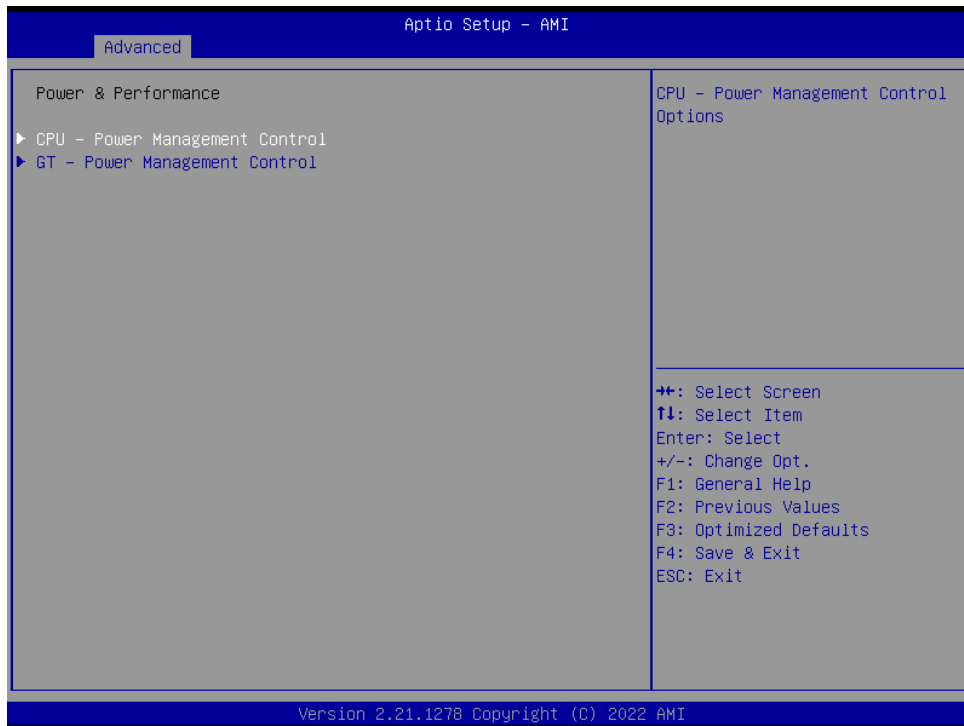 Aptio Setup – AMI
Advanced
Power & Performance
▶ CPU – Power Management Control
▶ GT – Power Management Control
CPU – Power Management Control
Options
→←: Select Screen
↑↓: Select Item
Enter: Select
+/–: Change Opt.
F1: General Help
F2: Previous Values
F3: Optimized Defaults
F4: Save & Exit
ESC: Exit
Version 2.21.1278 Copyright (C) 2022 AMI